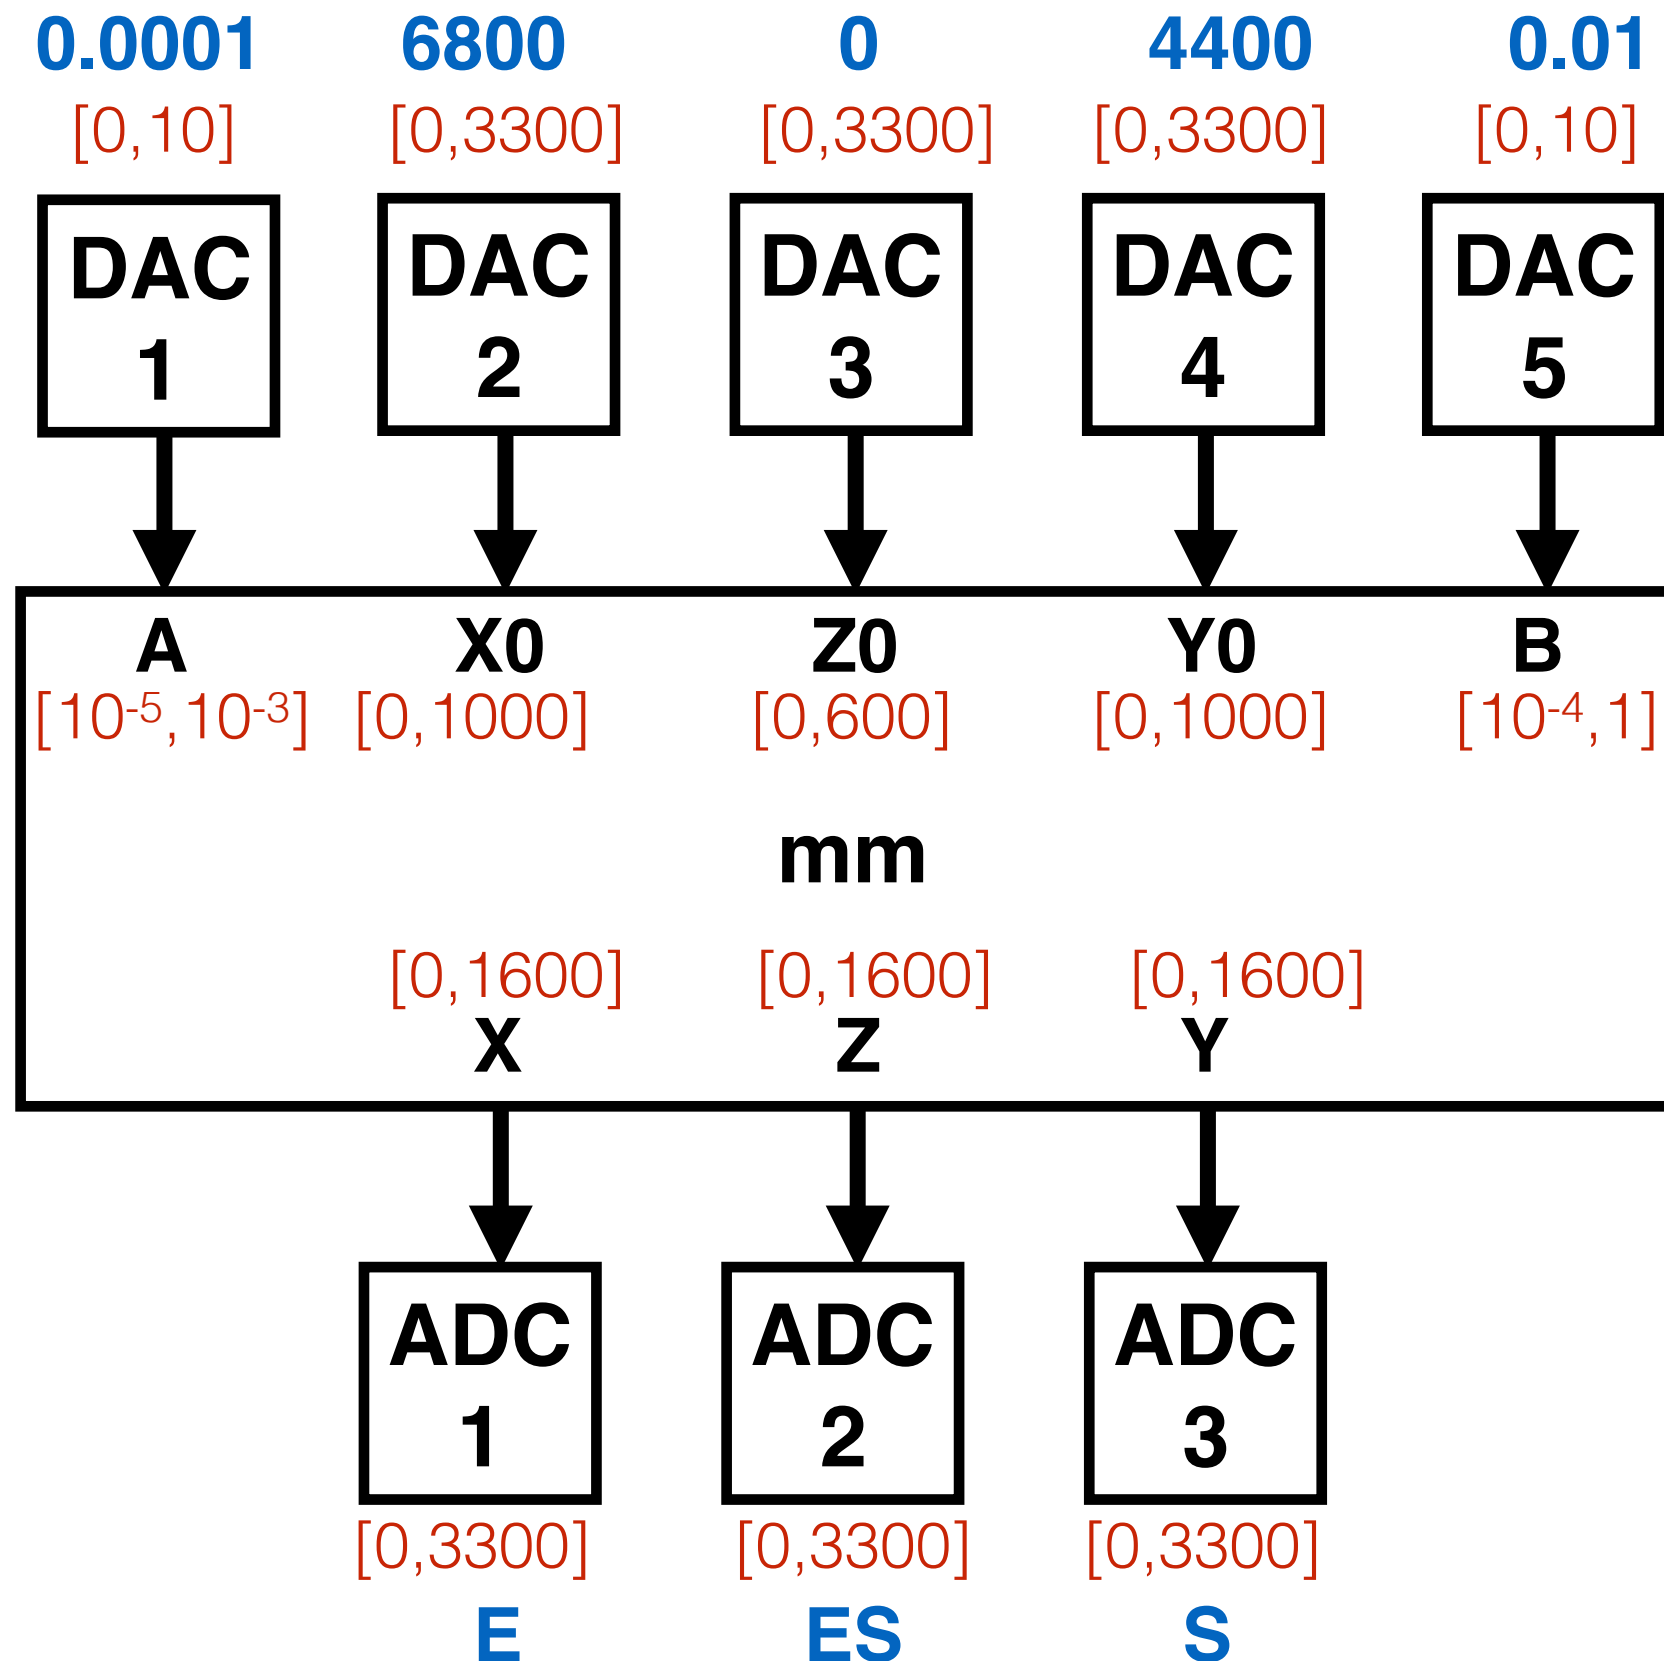 0.0001 6800 0 4400 0.01
[0,10] [0,3300] [0,3300] [0,3300] [0,10]
DAC DAC DAC DAC DAC
1 2 3 4 5
A X0 Z0 Y0 B
[10⁻⁵,10⁻³] [0,1000] [0,600] [0,1000] [10⁻⁴,1]
mm
[0,1600] [0,1600] [0,1600]
X Z Y
ADC ADC ADC
1 2 3
[0,3300] [0,3300] [0,3300]
E ES S